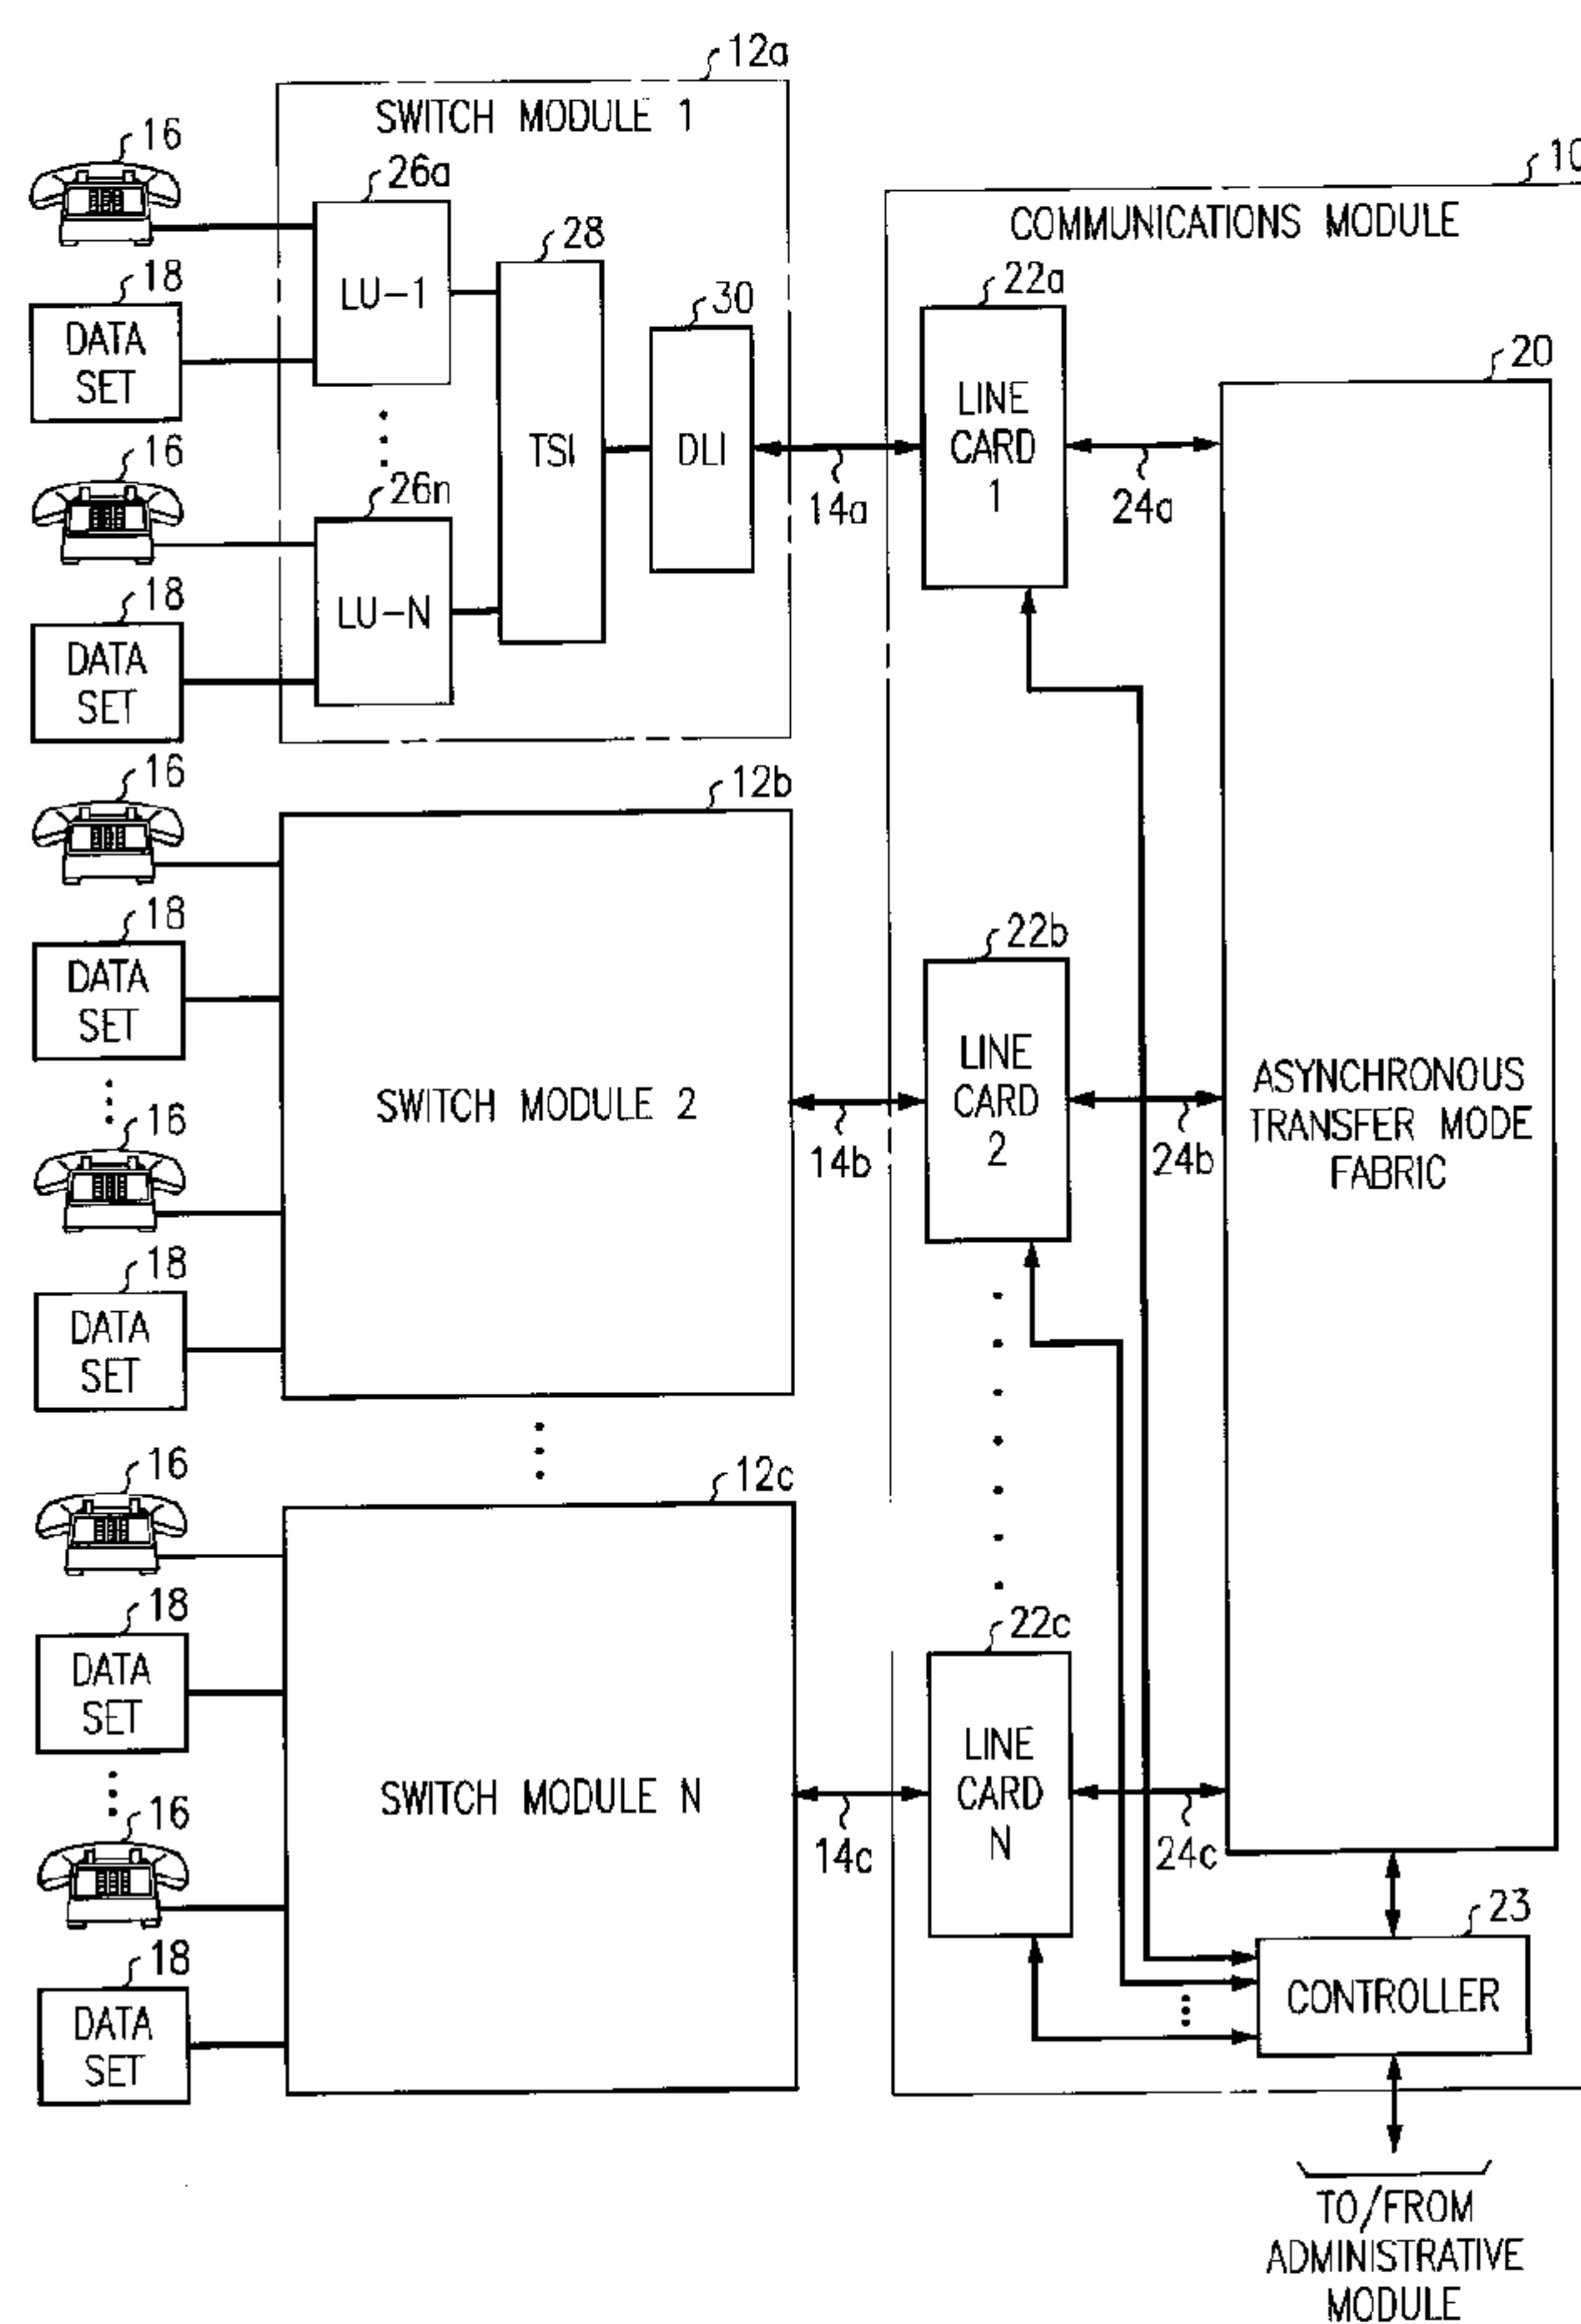 12a
SWITCH MODULE 1
16
26a
10
COMMUNICATIONS MODULE
28
22a
18
LU-1
30
20
DATA
SET
LINE
CARD
1
TSI
DLI
16
26n
14a
24a
18
LU-N
DATA
SET
16
12b
18
22b
DATA
SET
LINE
CARD
2
ASYNCHRONOUS
TRANSFER MODE
FABRIC
SWITCH MODULE 2
16
14b
24b
18
DATA
SET
16
12c
18
22c
DATA
SET
LINE
CARD
N
SWITCH MODULE N
16
14c
24c
23
18
CONTROLLER
DATA
SET
TO/FROM
ADMINISTRATIVE
MODULE